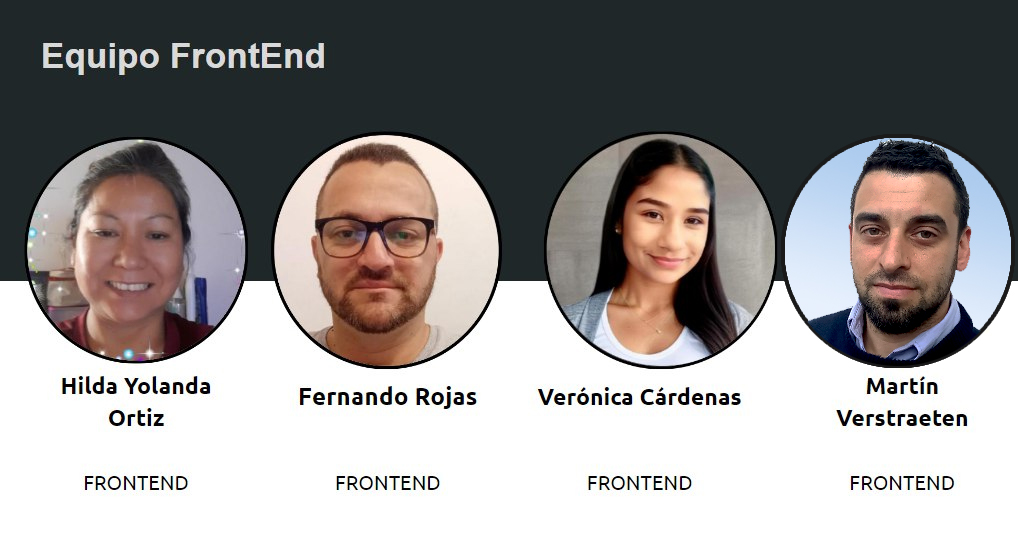 Equipo FrontEnd
Hilda Yolanda
Ortiz
FRONTEND
Fernando Rojas
FRONTEND
Verónica Cárdenas
FRONTEND
Martín
Verstraeten
FRONTEND